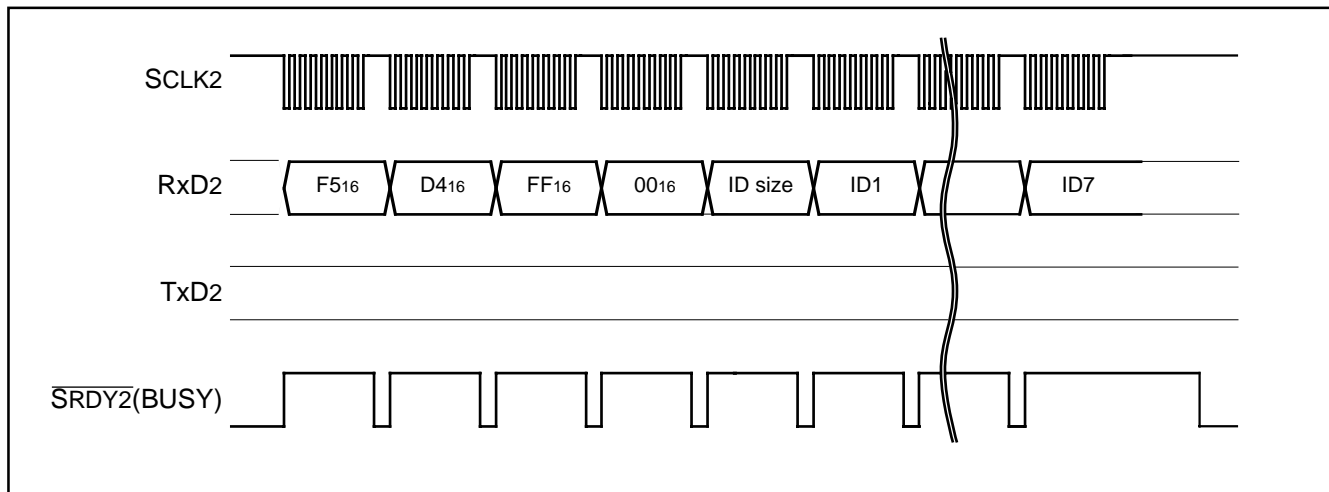 SCLK2
RxD2 F516 D416 FF16 0016 ID size ID1 ID7
TxD2
SRDY2(BUSY)